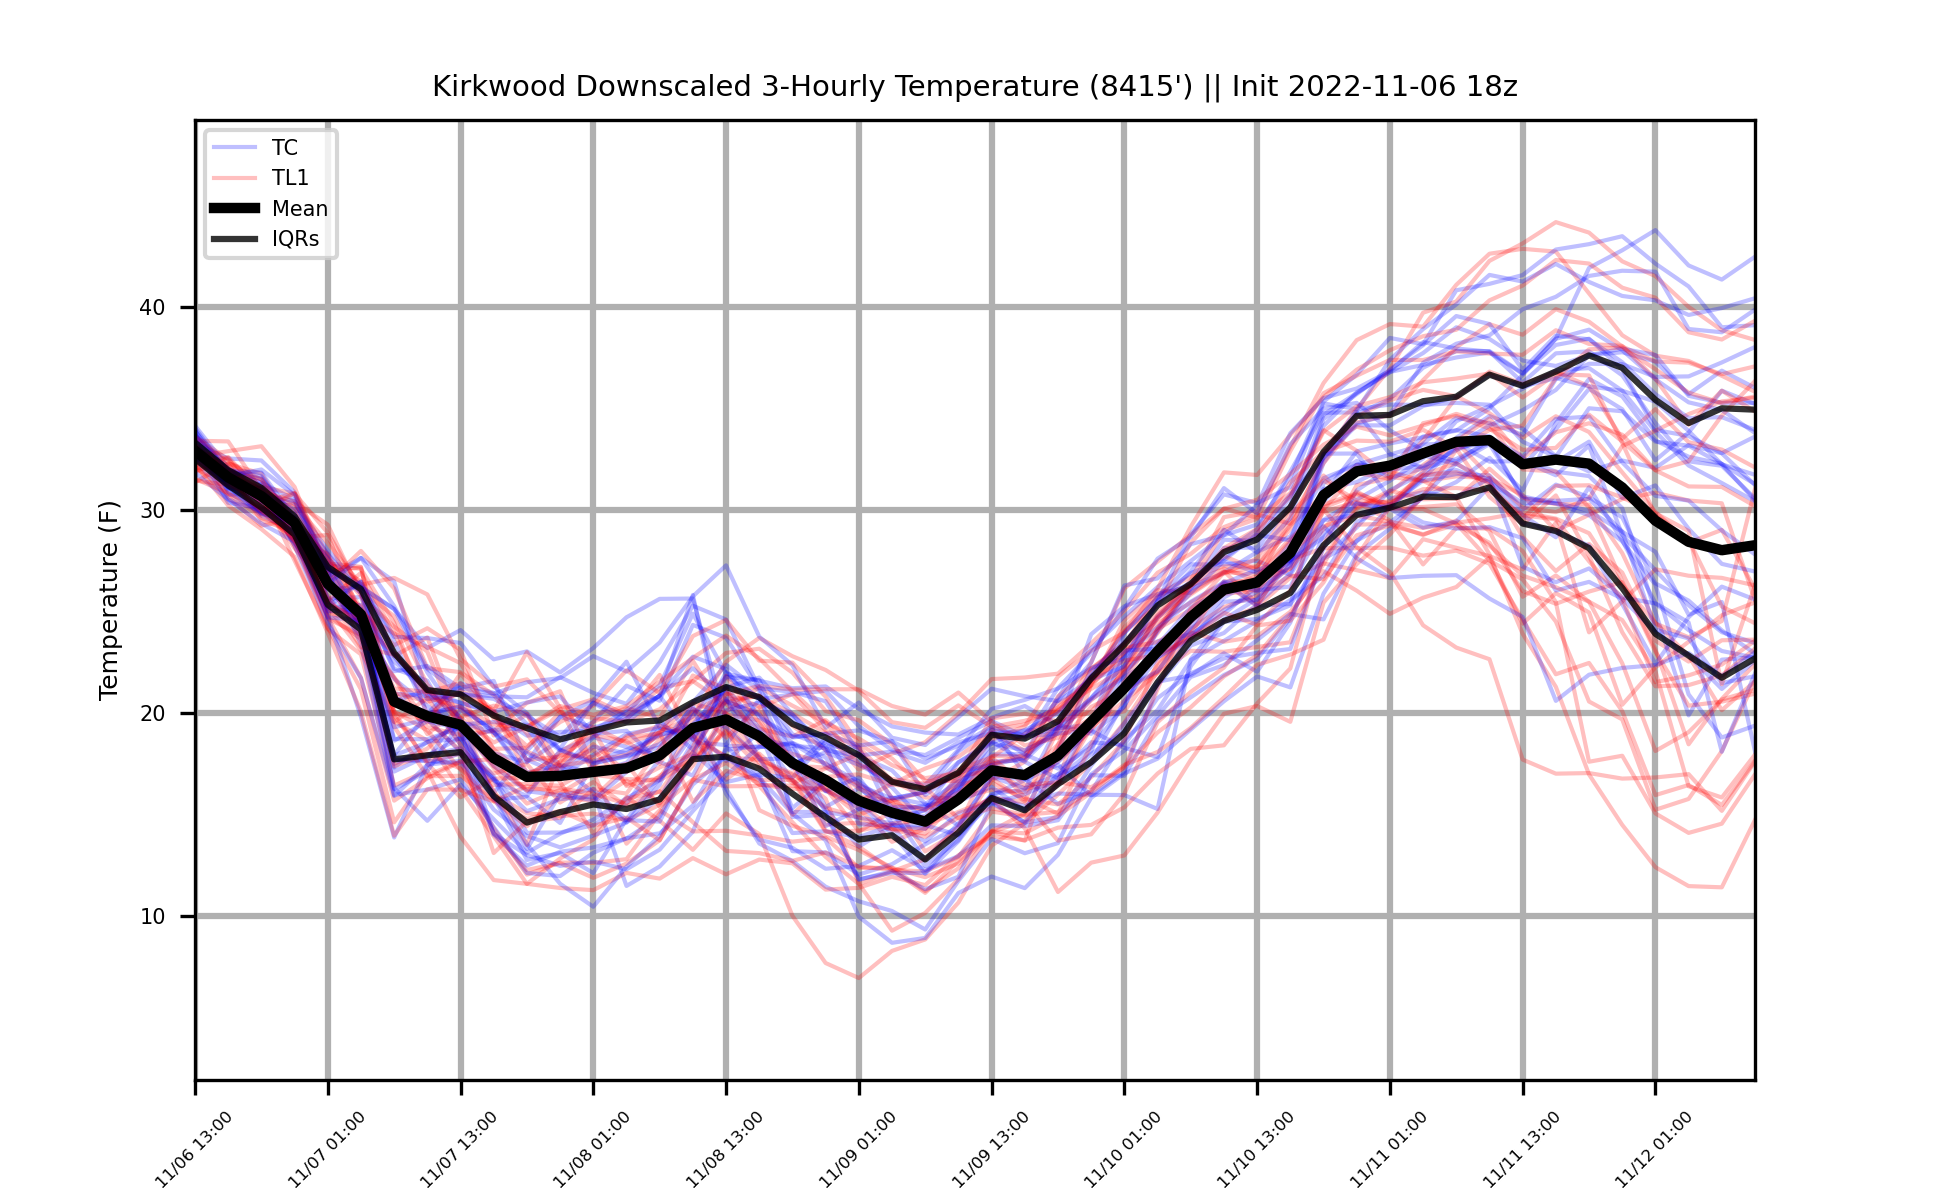 Kirkwood Downscaled 3-Hourly Temperature (8415') || Init 2022-11-06 18z
TC
TL1
Mean
IQRs
Temperature (F)
40
30
20
10
11/06 13:00
11/07 01:00
11/07 13:00
11/08 01:00
11/08 13:00
11/09 01:00
11/09 13:00
11/10 01:00
11/10 13:00
11/11 01:00
11/11 13:00
11/12 01:00